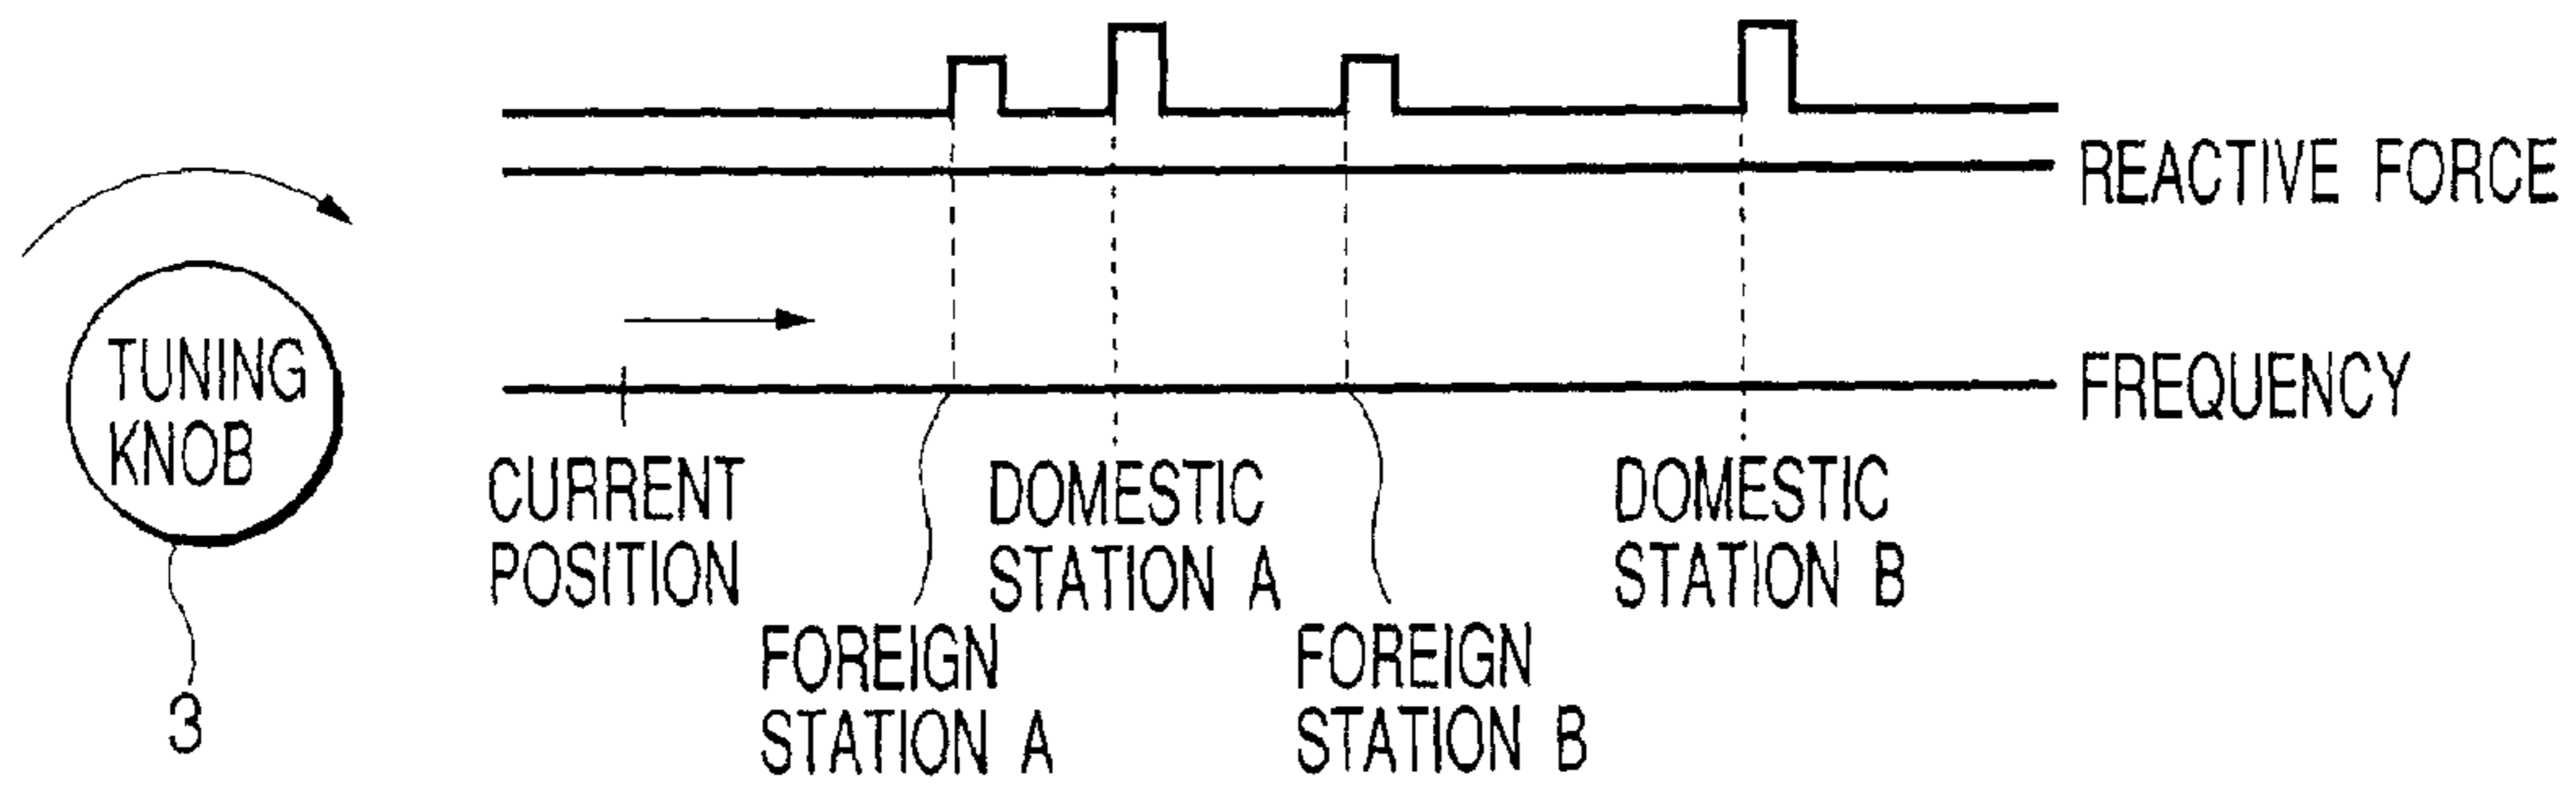 REACTIVE FORCE
TUNING
KNOB
FREQUENCY
CURRENT
POSITION
DOMESTIC
STATION A
DOMESTIC
STATION B
FOREIGN
STATION A
FOREIGN
STATION B
3